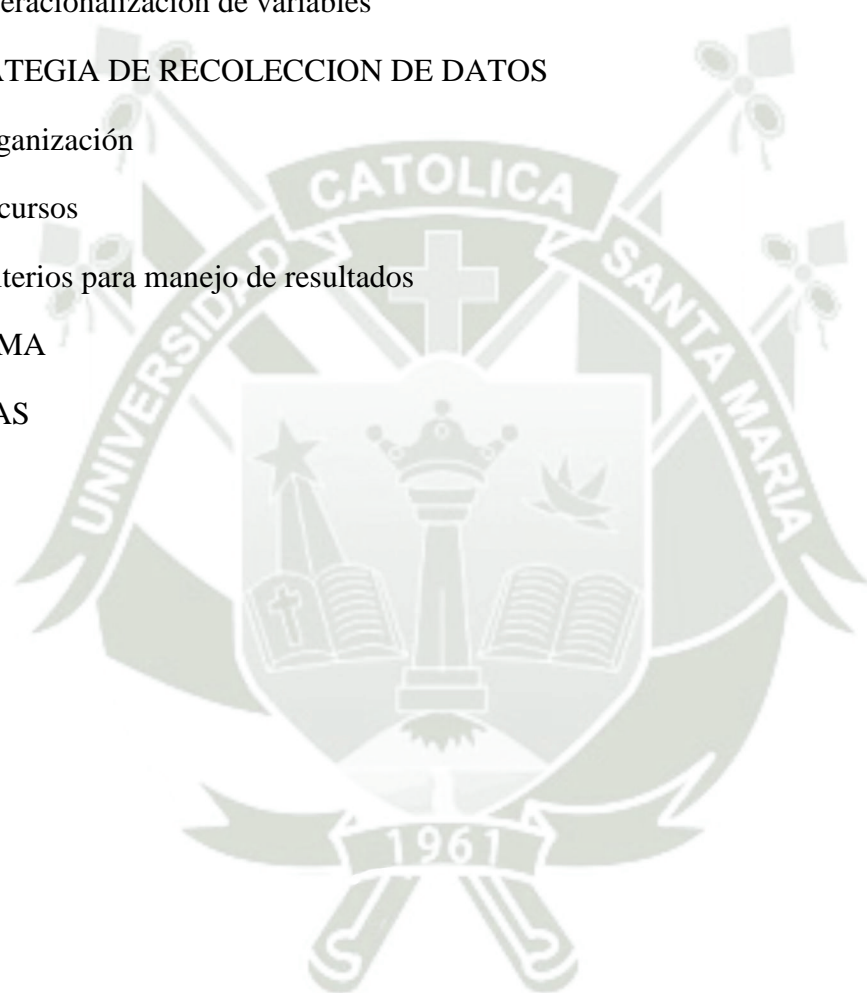 eracionalización de variables
ATEGIA DE RECOLECCION DE DATOS
ganización
cursos
iterios para manejo de resultados
MA
AS
UNIVERSIDAD CATOLICA SANTA MARIA
1961